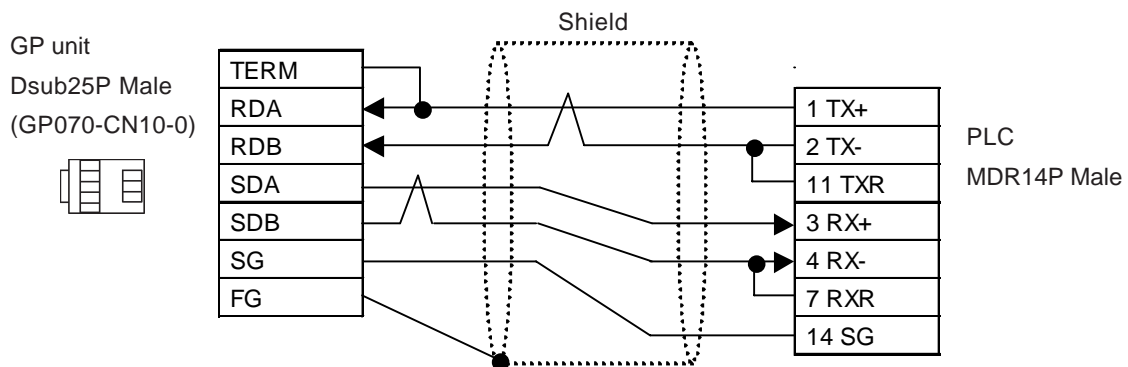 Shield
GP unit
Dsub25P Male
(GP070-CN10-0)
TERM
RDA
RDB
SDA
SDB
SG
FG
1 TX+
2 TX-
11 TXR
3 RX+
4 RX-
7 RXR
14 SG
PLC
MDR14P Male